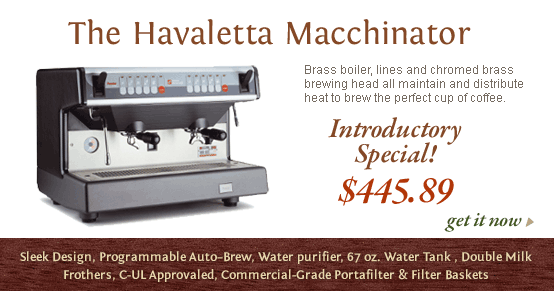 The Havaletta Macchinator
Brass boiler, lines and chromed brass
brewing head all maintain and distribute
heat to brew the perfect cup of coffee.
Introductory
Special!
$445.89
get it now
Sleek Design, Programmable Auto-Brew, Water purifier, 67 oz. Water Tank , Double Milk
Frothers, C-UL Approvaled, Commercial-Grade Portafilter & Filter Baskets